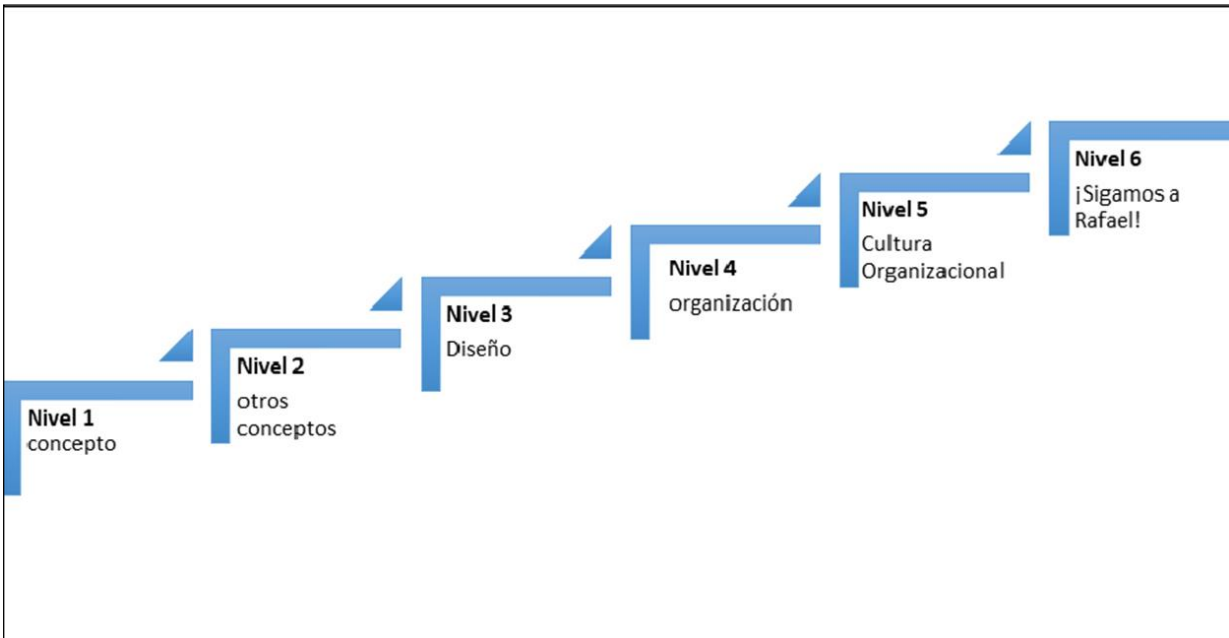 Nivel 1
concepto
Nivel 2
otros
conceptos
Nivel 3
Diseño
Nivel 4
organización
Nivel 5
Cultura
Organizacional
Nivel 6
¡Sigamos a
Rafael!